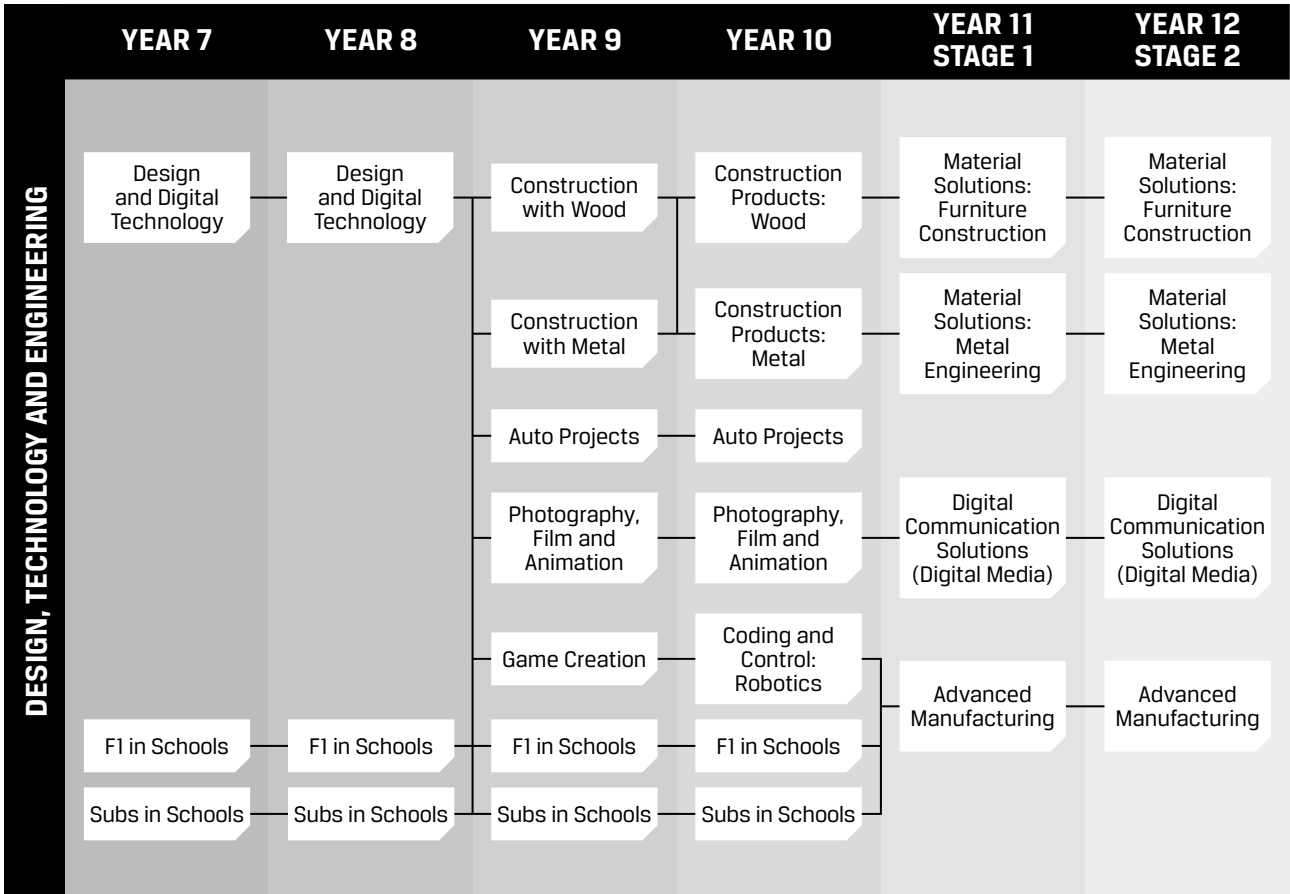 YEAR 7
YEAR 8
YEAR 9
YEAR 10
YEAR 11
STAGE 1
YEAR 12
STAGE 2
DESIGN, TECHNOLOGY AND ENGINEERING
Design
and Digital
Technology
Design
and Digital
Technology
Construction
with Wood
Construction
Products:
Wood
Material
Solutions:
Furniture
Construction
Material
Solutions:
Furniture
Construction
Construction
with Metal
Construction
Products:
Metal
Material
Solutions:
Metal
Engineering
Material
Solutions:
Metal
Engineering
Auto Projects
Auto Projects
Photography,
Film and
Animation
Photography,
Film and
Animation
Digital
Communication
Solutions
(Digital Media)
Digital
Communication
Solutions
(Digital Media)
Game Creation
Coding and
Control:
Robotics
Advanced
Manufacturing
Advanced
Manufacturing
F1 in Schools
F1 in Schools
F1 in Schools
F1 in Schools
Subs in Schools
Subs in Schools
Subs in Schools
Subs in Schools